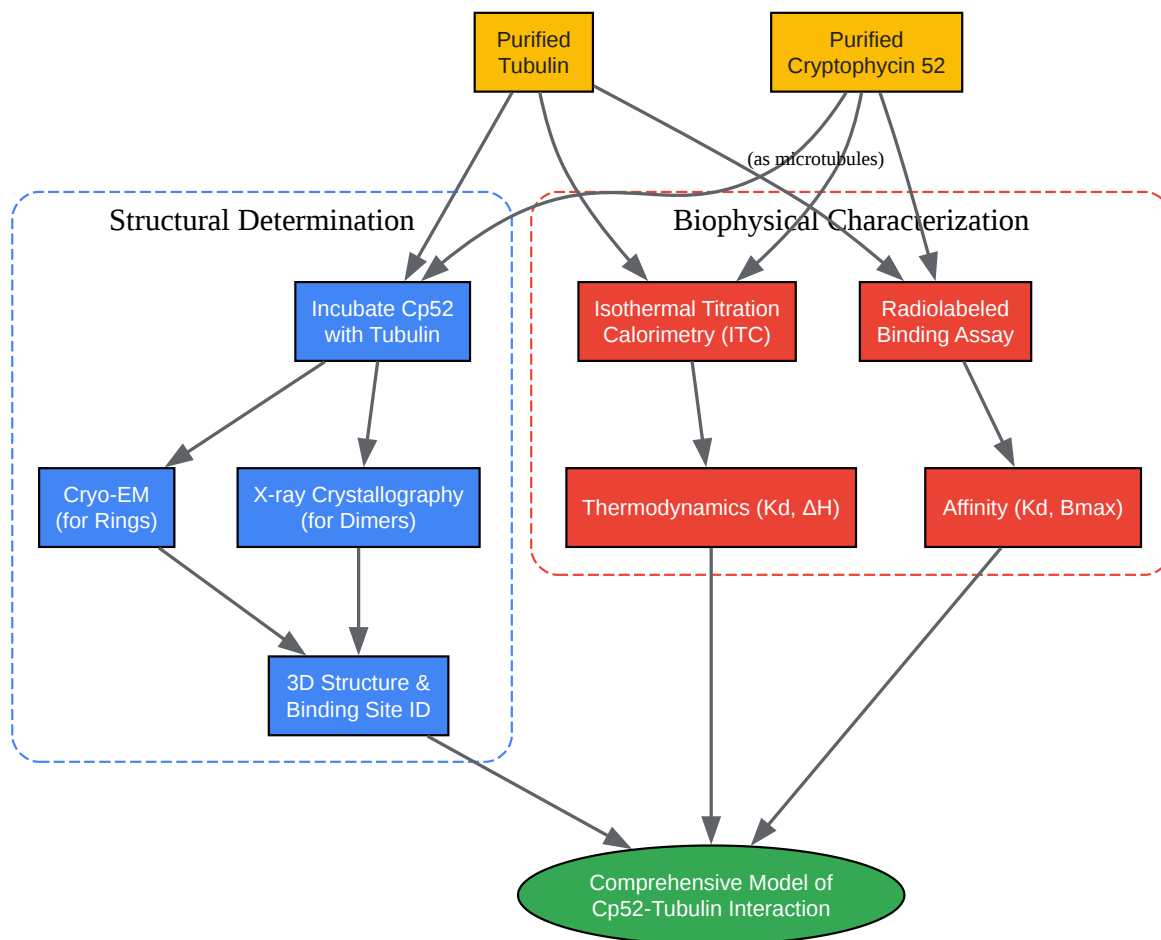 Purified
Tubulin
Purified
Cryptophycin 52
(as microtubules)
Structural Determination
Biophysical Characterization
Incubate Cp52
with Tubulin
Isothermal Titration
Calorimetry (ITC)
Radiolabeled
Binding Assay
Cryo-EM
(for Rings)
X-ray Crystallography
(for Dimers)
Thermodynamics (Kd, ΔH)
Affinity (Kd, Bmax)
3D Structure &
Binding Site ID
Comprehensive Model of
Cp52-Tubulin Interaction